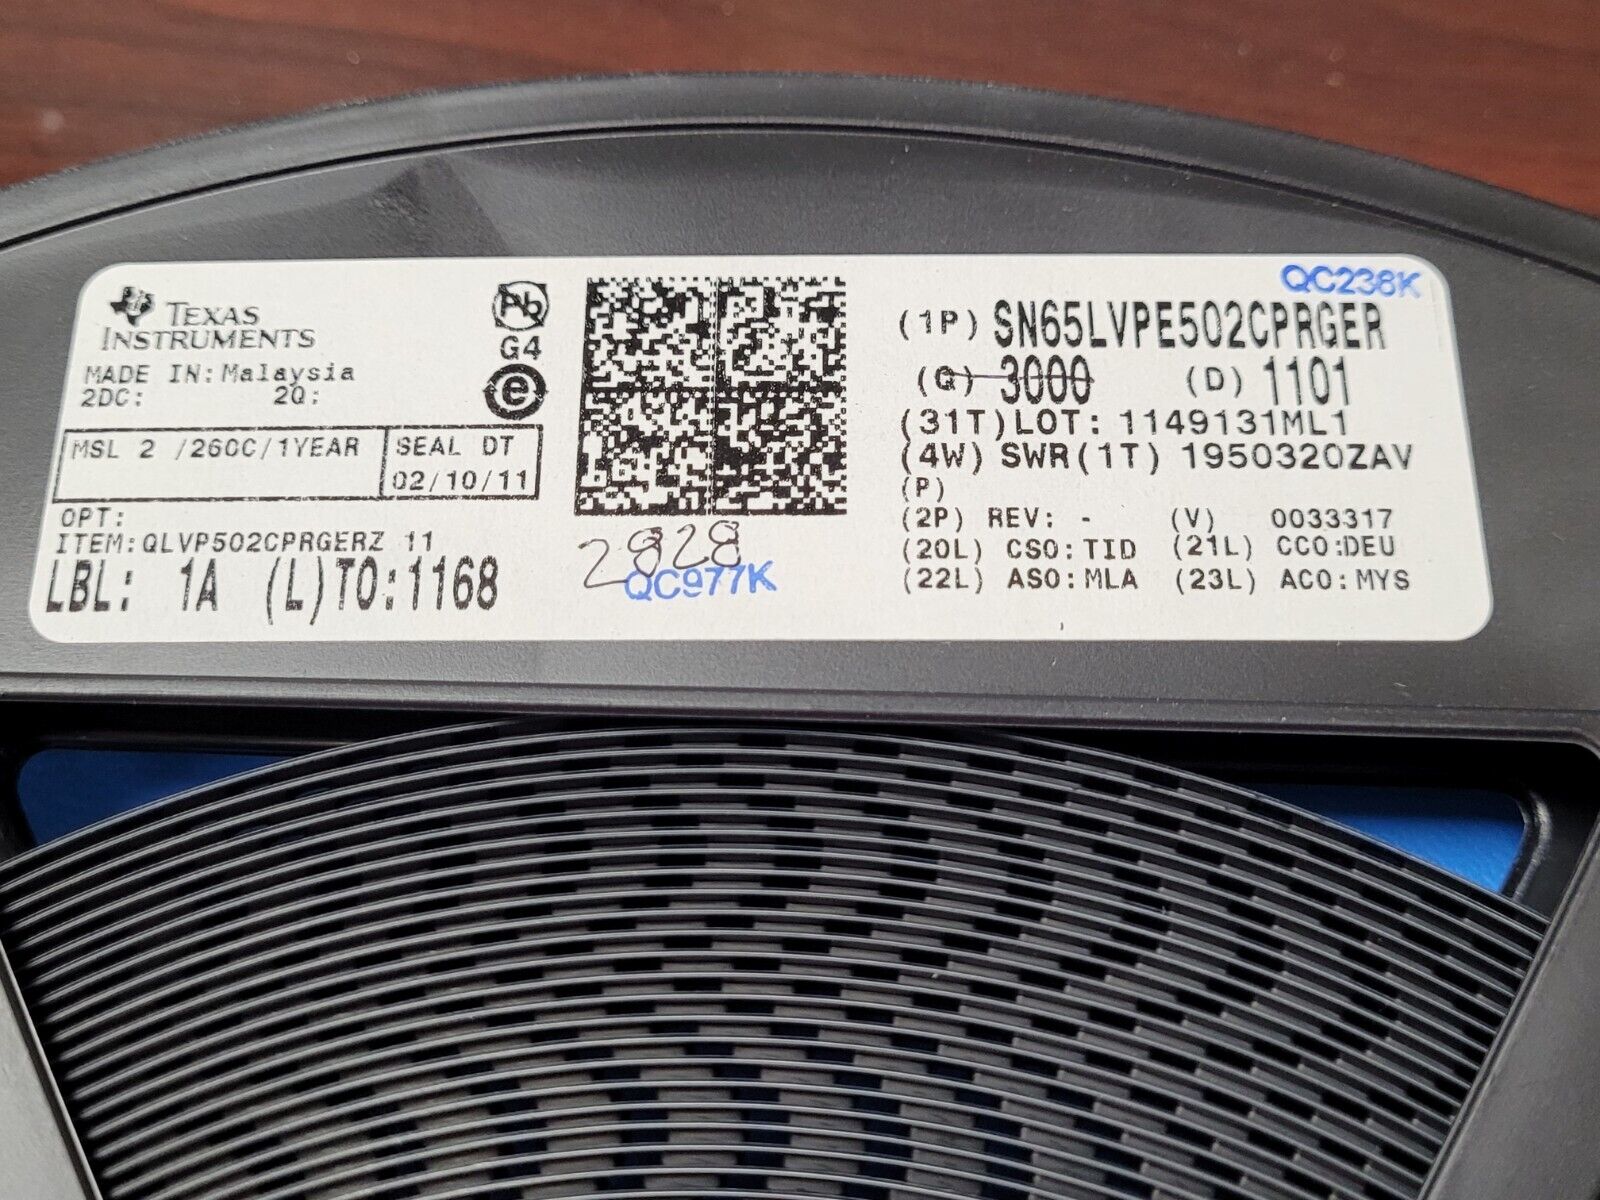 TEXAS
INSTRUMENTS
MADE IN: Malaysia
2DC: 2Q:
MSL 2 /260C/1YEAR
SEAL DT
02/10/11
OPT:
ITEM: QLVP502CPRGERZ 11
LBL: 1A (L)TO:1168
Pb
G4
e
2828
QC977K
QC238K
(1P) SN65LVPE502CPRGER
(Q) 3000 (D) 1101
(31T)LOT: 1149131ML1
(4W) SWR(1T) 1950320ZAV
(P)
(2P) REV: - (V) 0033317
(20L) CSO:TID (21L) CCO:DEU
(22L) ASO:MLA (23L) ACO:MYS